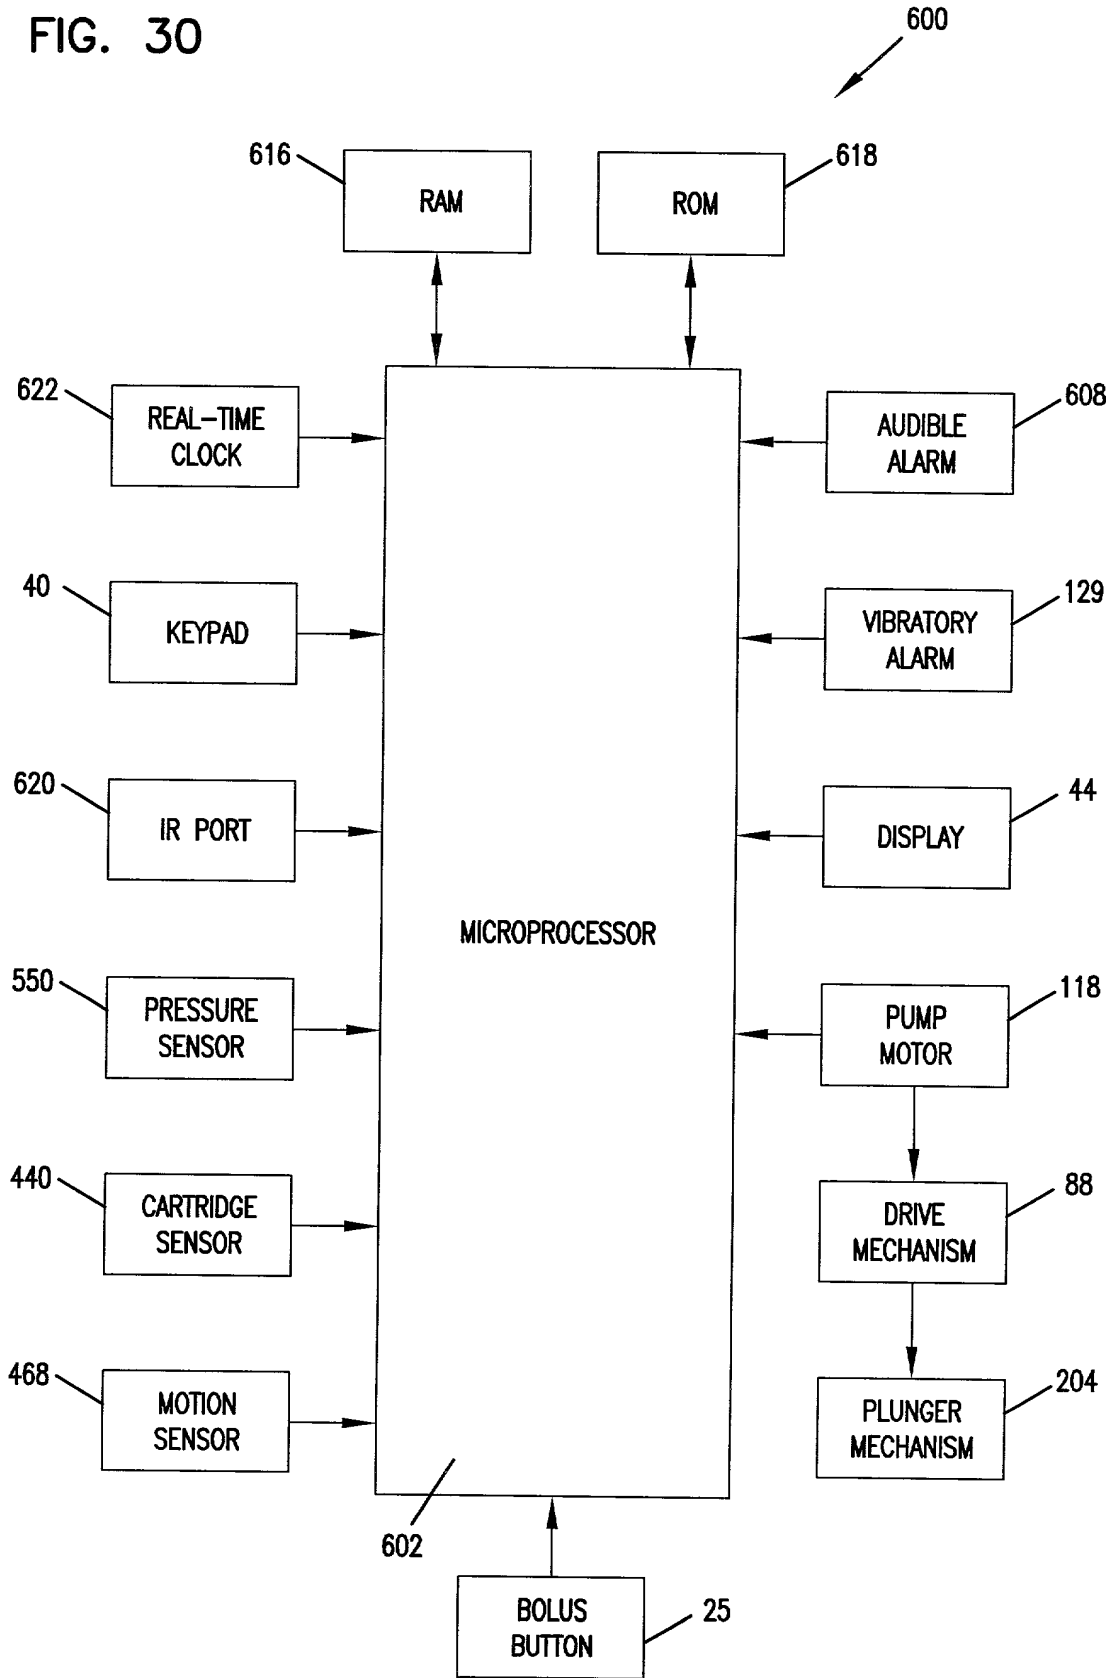 FIG. 30
600
616
RAM
618
ROM
622
REAL-TIME
CLOCK
608
AUDIBLE
ALARM
40
KEYPAD
129
VIBRATORY
ALARM
620
IR PORT
44
DISPLAY
MICROPROCESSOR
550
PRESSURE
SENSOR
118
PUMP
MOTOR
440
CARTRIDGE
SENSOR
88
DRIVE
MECHANISM
468
MOTION
SENSOR
204
PLUNGER
MECHANISM
602
BOLUS
BUTTON
25